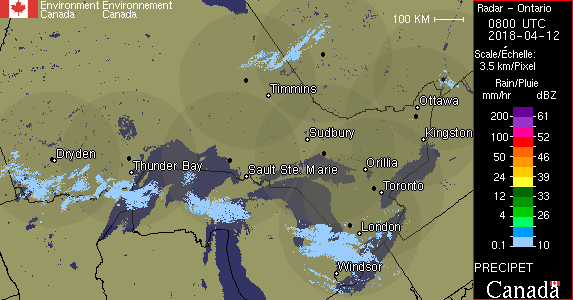 Environment Environnement
Canada Canada
100 KM
Timmins
Ottawa
Sudbury
Kingston
Dryden
Thunder Bay
Sault Ste. Marie
Orillia
Toronto
London
Windsor
Radar - Ontario
0800 UTC
2018-04-12
Scale/Échelle:
3.5 km/Pixel
Rain/Pluie
mm/hr dBZ
200 61
100 52
50 46
24 39
12 33
4 26
0.1 10
PRECIPET
Canada